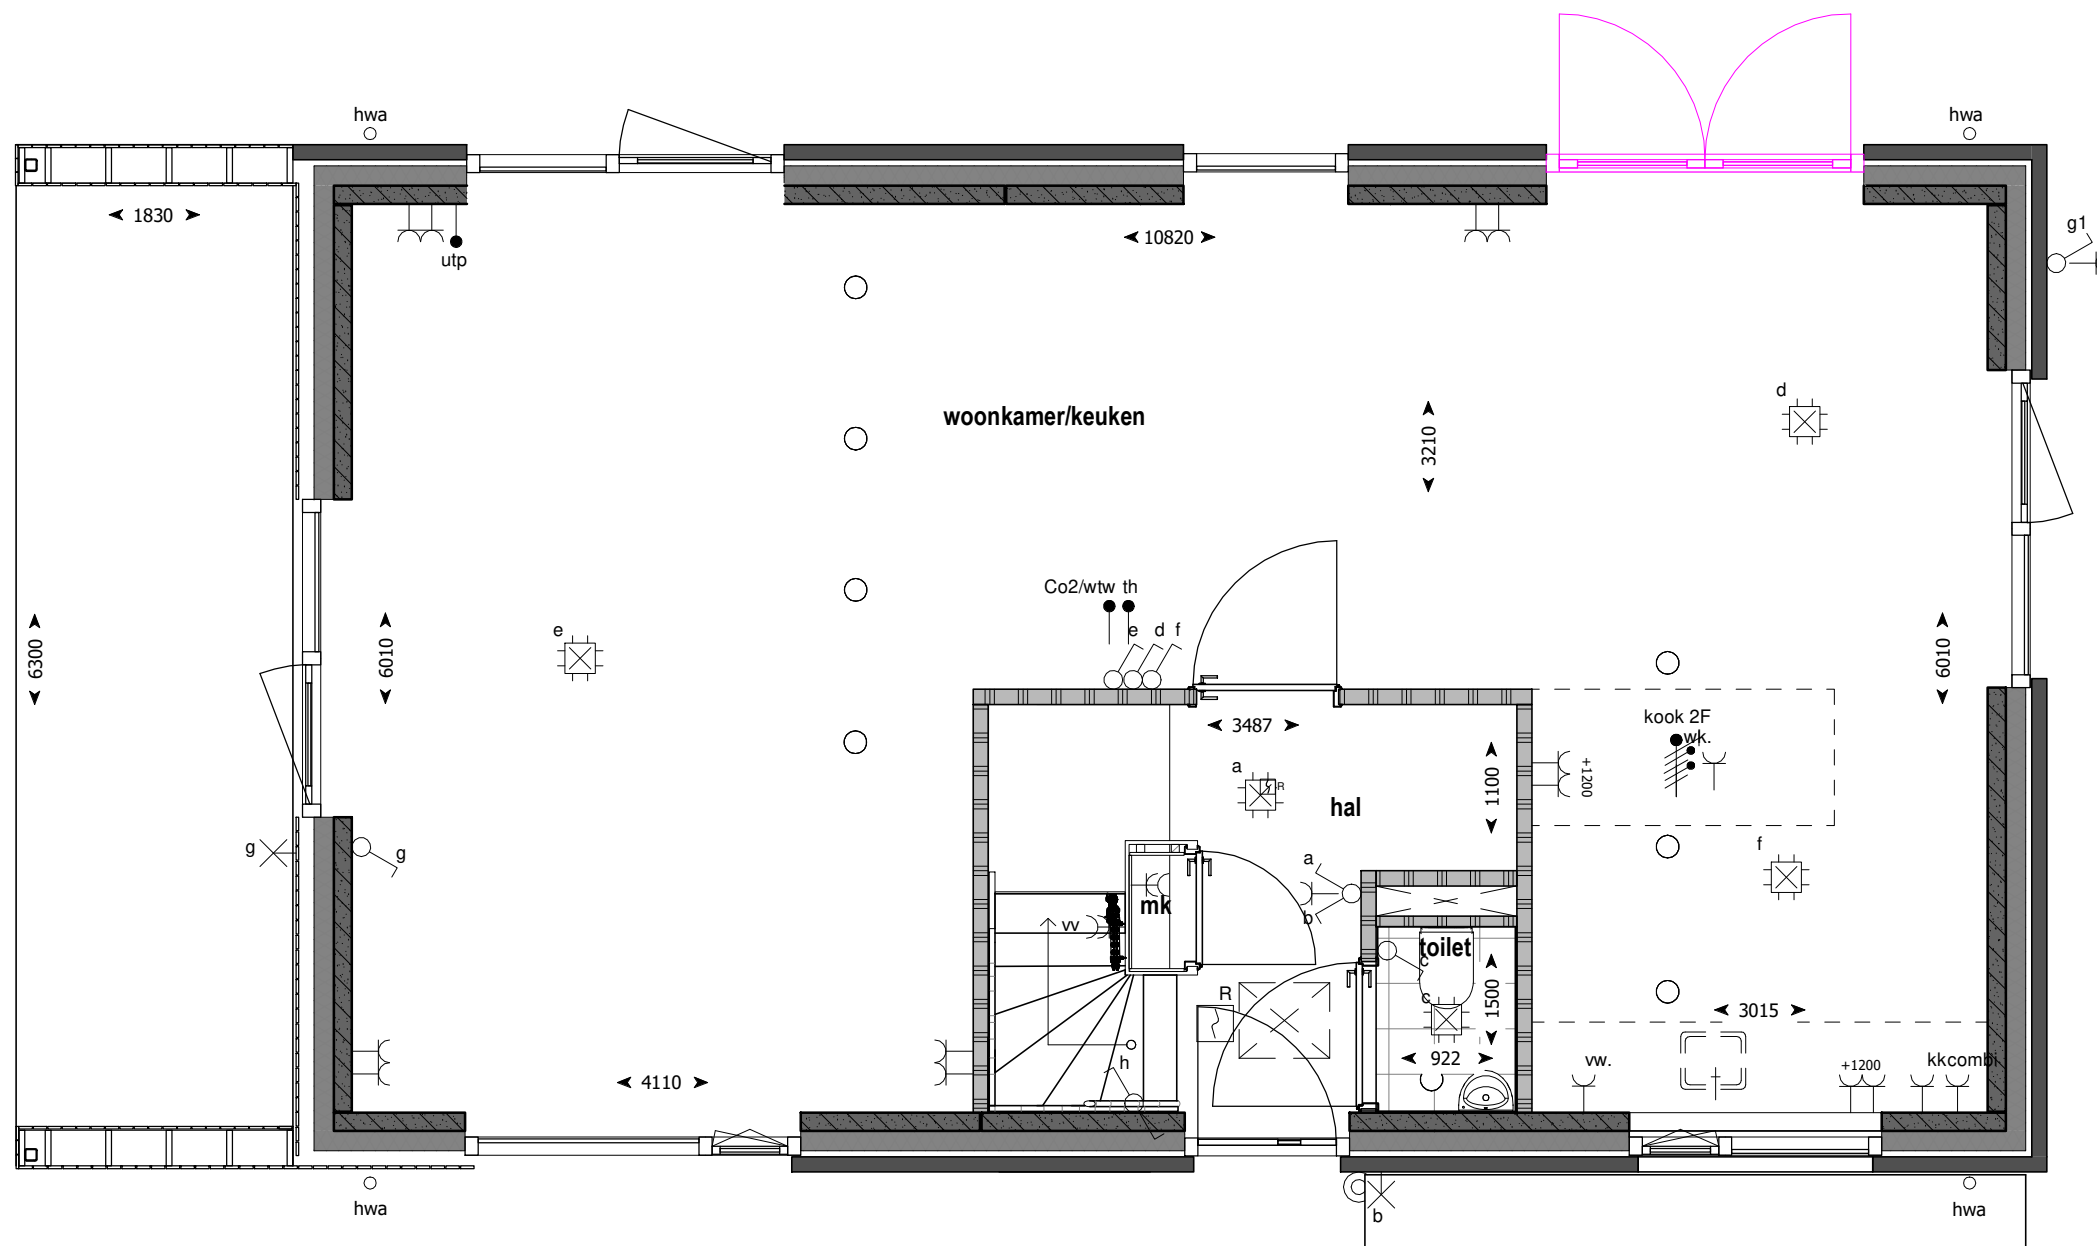 hwa
hwa
1830
10820
g1
utp
d
woonkamer/keuken
3210
Co2/wtw th
e
e d f
6300
6010
6010
3487
kook 2F
wk.
a
R
+1200
1100
hal
f
g
g
a
b
mk
vv
toilet
c
c
1500
R
3015
922
h
4110
vw.
+1200
kkcombi
hwa
b
hwa